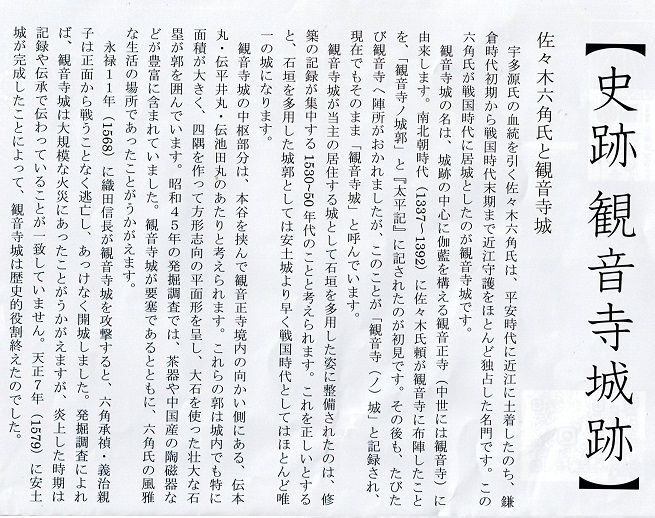 【史跡 観音寺城跡】
佐々木六角氏と観音寺城
宇多源氏の血統を引く佐々木六角氏は、平安時代に近江に土着したのち、鎌
倉時代初期から戦国時代末期まで近江守護をほとんど独占した名門です。この
六角氏が戦国時代に居城としたのが観音寺城です。
観音寺城の名は、城跡の中心に伽藍を構える観音正寺（中世には観音寺）に
由来します。南北朝時代（1337～1392）に佐々木氏頼が観音寺に布陣したこと
を、「観音寺ノ城郭」と『太平記』に記されたのが初見です。その後も、たびた
び観音寺へ陣所がおかれましたが、このことが「観音寺（ノ）城」と記録され、
現在でもそのまま「観音寺城」と呼んでいます。
観音寺城が当主の居住する城として石垣を多用した姿に整備されたのは、修
築の記録が集中する1530~50年代のことと考えられます。これを正しいとする
と、石垣を多用した城郭としては安土城より早く戦国時代としてはほとんど唯
一の城になります。
観音寺城の中枢部分は、本谷を挟んで観音正寺境内の向かい側にある、伝本
丸・伝平井丸・伝池田丸のあたりと考えられます。これらの郭は城内でも特に
面積が大きく、四隅を作って方形志向の平面形を呈し、大石を使った壮大な石
塁が郭を囲んでいます。昭和４５年の発掘調査では、茶器や中国産の陶磁器な
どが豊富に含まれていました。観音寺城が要塞であるとともに、六角氏の風雅
な生活の場所であったことがうかがえます。
永禄１１年（1568）に織田信長が観音寺城を攻撃すると、六角承禎・義治親
子は正面から戦うことなく逃亡し、あっけなく開城しました。発掘調査によれ
ば、観音寺城は大規模な火災にあったことがうかがえますが、炎上した時期は
記録や伝承で伝わっていることが一致していません。天正７年（1579）に安土
城が完成したことによって、観音寺城は歴史的役割終えたのでした。